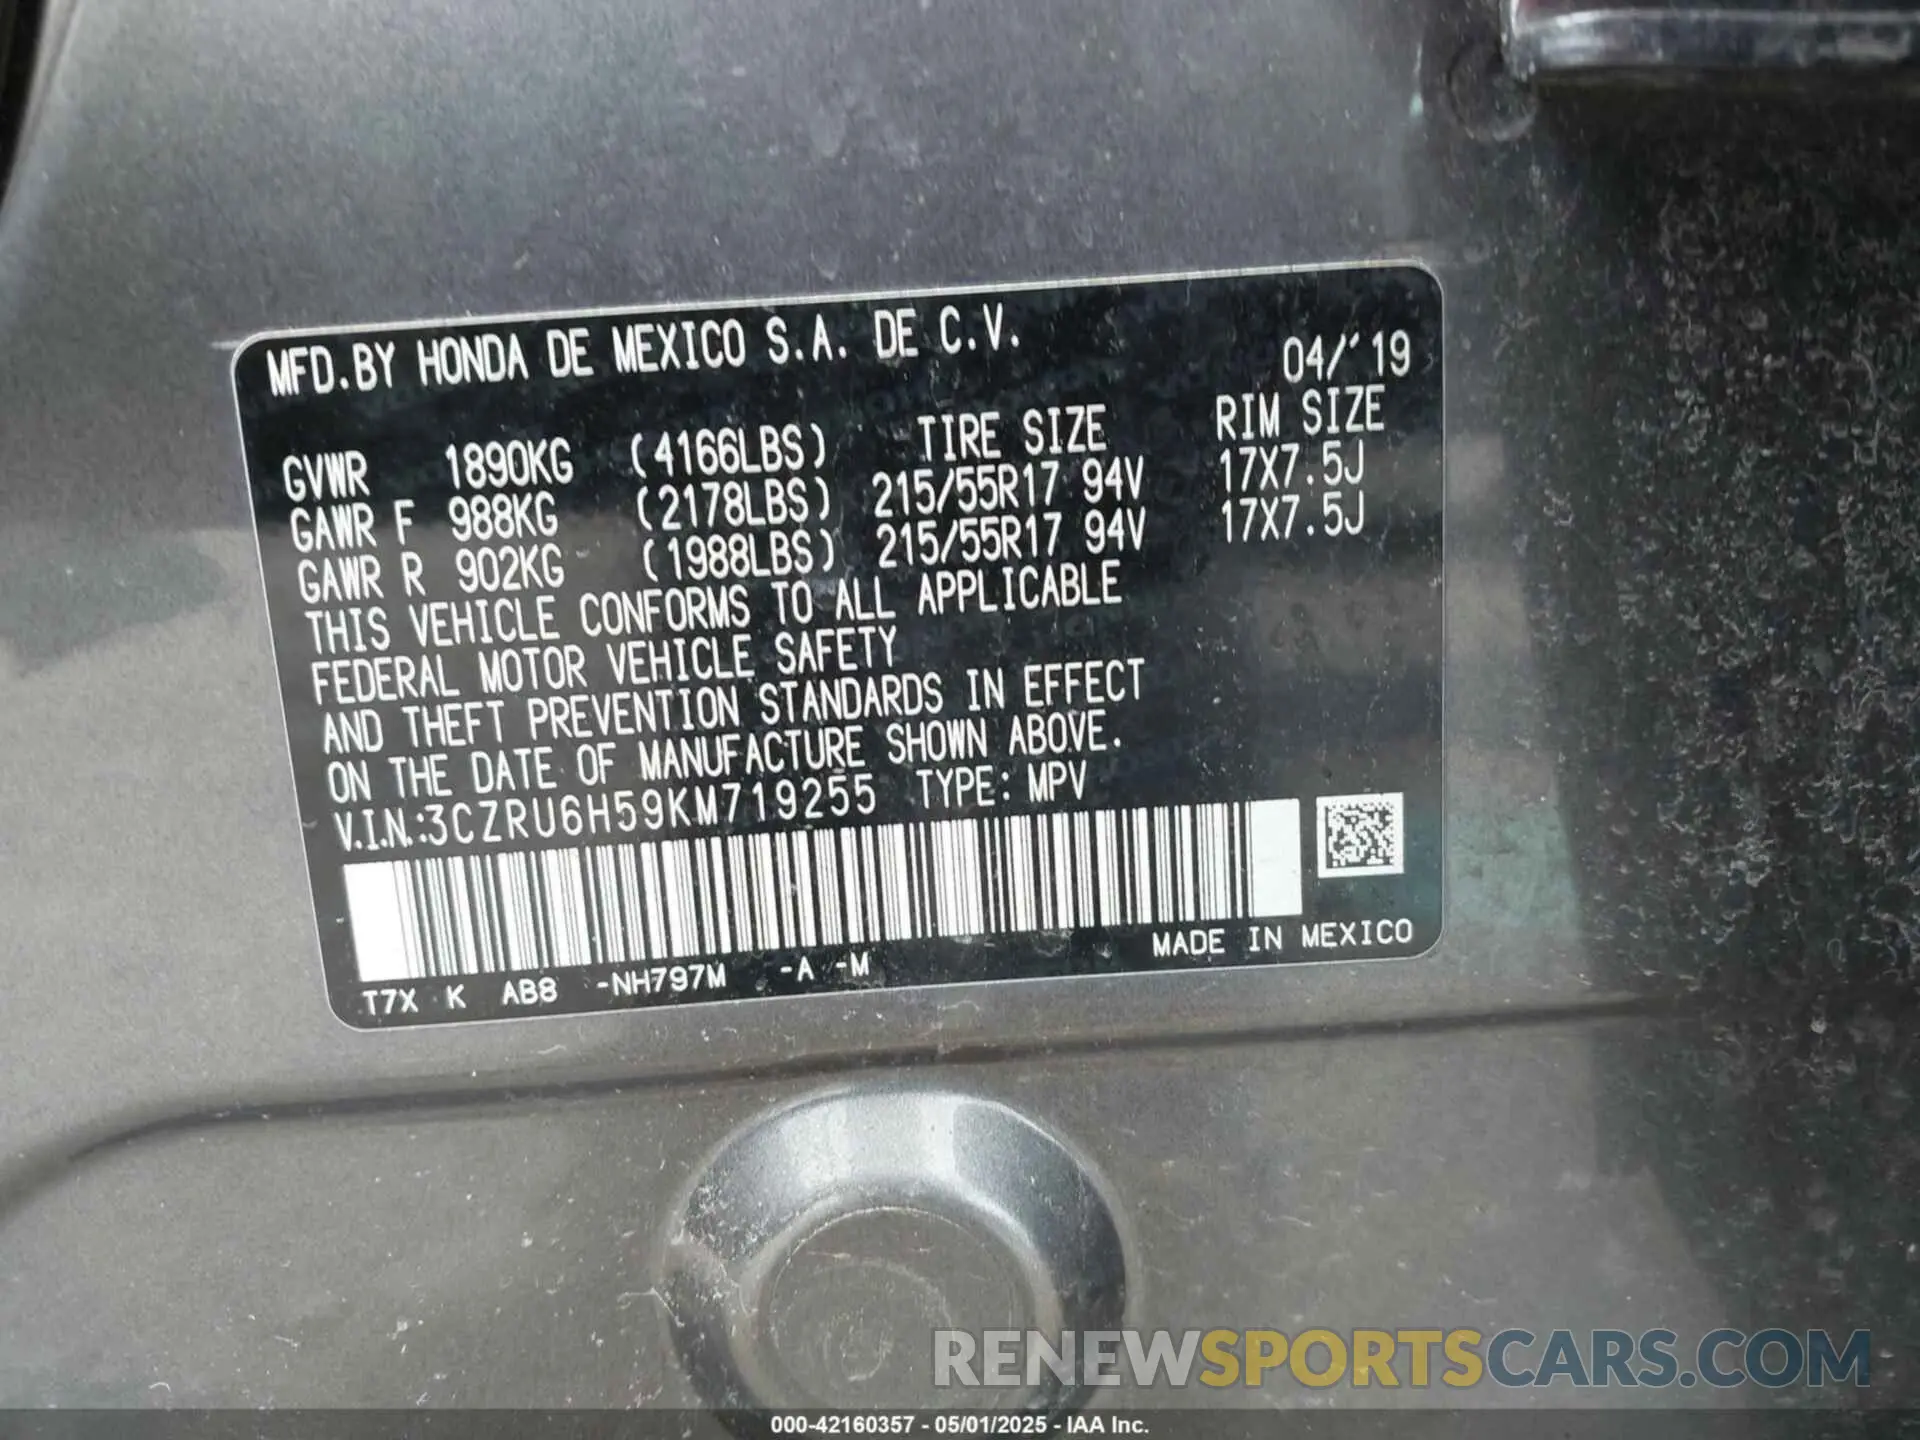 MFD.BY HONDA DE MEXICO S.A. DE C.V.
04/'19
GVWR 1890KG (4166LBS) TIRE SIZE RIM SIZE
GAWR F 988KG (2178LBS) 215/55R17 94V 17X7.5J
GAWR R 902KG (1988LBS) 215/55R17 94V 17X7.5J
THIS VEHICLE CONFORMS TO ALL APPLICABLE
FEDERAL MOTOR VEHICLE SAFETY
AND THEFT PREVENTION STANDARDS IN EFFECT
ON THE DATE OF MANUFACTURE SHOWN ABOVE.
V.I.N.:3CZRU6H59KM719255 TYPE: MPV
MADE IN MEXICO
T7X K AB8 -NH797M -A -M
RENEWSPORTSCARS.COM
000-42160357 - 05/01/2025 - IAA Inc.